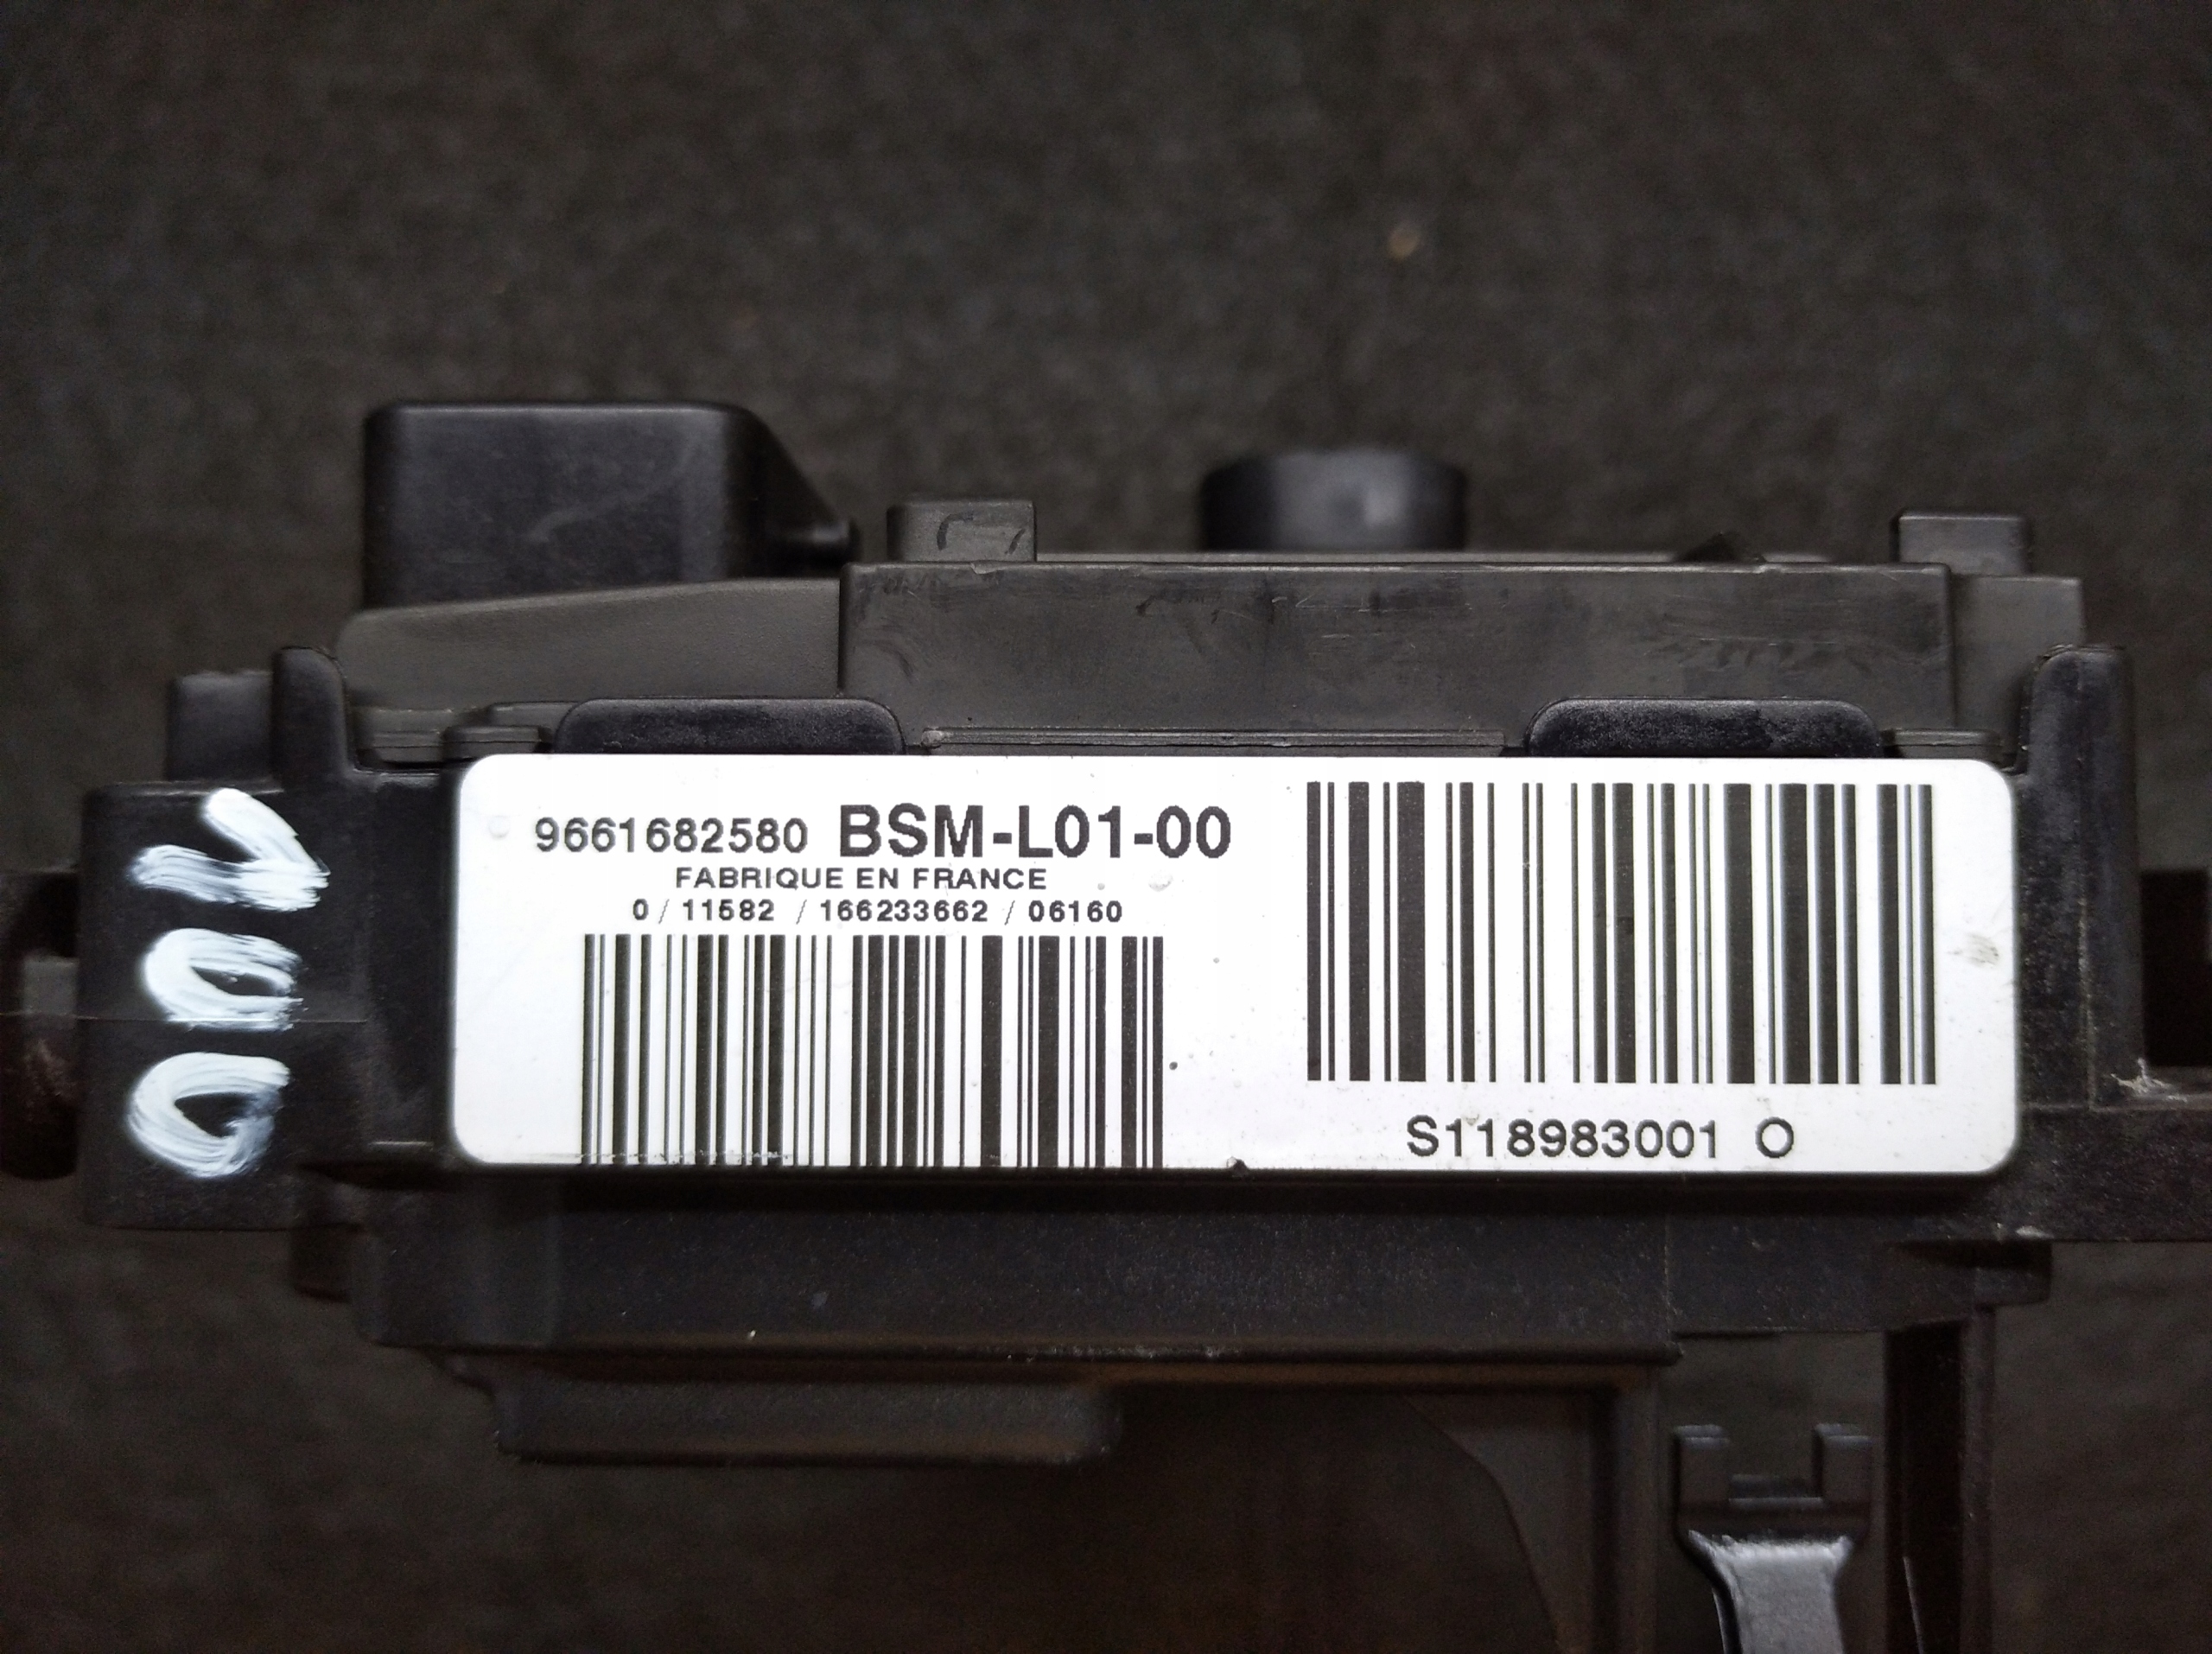 9661682580 BSM-L01-00
FABRIQUE EN FRANCE
0 / 11582 / 166233662 / 06160
S118983001 O